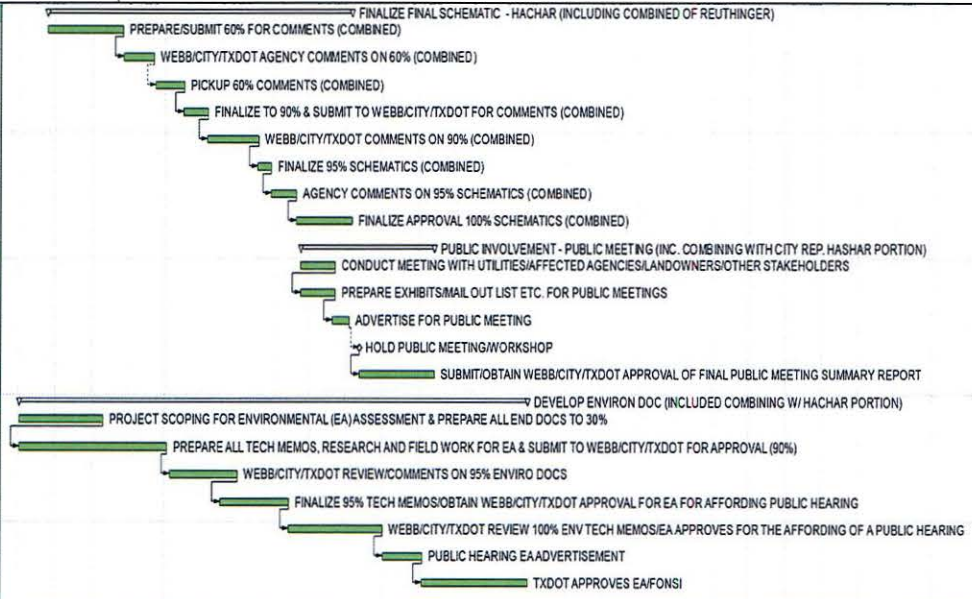 FINALIZE FINAL SCHEMATIC - HACHAR (INCLUDING COMBINED OF REUTHINGER)
PREPARE/SUBMIT 60% FOR COMMENTS (COMBINED)
WEBB/CITY/TXDOT AGENCY COMMENTS ON 60% (COMBINED)
PICKUP 60% COMMENTS (COMBINED)
FINALIZE TO 90% & SUBMIT TO WEBB/CITY/TXDOT FOR COMMENTS (COMBINED)
WEBB/CITY/TXDOT COMMENTS ON 90% (COMBINED)
FINALIZE 95% SCHEMATICS (COMBINED)
AGENCY COMMENTS ON 95% SCHEMATICS (COMBINED)
FINALIZE APPROVAL 100% SCHEMATICS (COMBINED)
PUBLIC INVOLVEMENT - PUBLIC MEETING (INC. COMBINING WITH CITY REP. HASHAR PORTION)
CONDUCT MEETING WITH UTILITIES/AFFECTED AGENCIES/LANDOWNERS/OTHER STAKEHOLDERS
PREPARE EXHIBITS/MAIL OUT LIST ETC. FOR PUBLIC MEETINGS
ADVERTISE FOR PUBLIC MEETING
HOLD PUBLIC MEETING/WORKSHOP
SUBMIT/OBTAIN WEBB/CITY/TXDOT APPROVAL OF FINAL PUBLIC MEETING SUMMARY REPORT
DEVELOP ENVIRON DOC (INCLUDED COMBINING W/ HACHAR PORTION)
PROJECT SCOPING FOR ENVIRONMENTAL (EA) ASSESSMENT & PREPARE ALL END DOCS TO 30%
PREPARE ALL TECH MEMOS, RESEARCH AND FIELD WORK FOR EA & SUBMIT TO WEBB/CITY/TXDOT FOR APPROVAL (90%)
WEBB/CITY/TXDOT REVIEW/COMMENTS ON 95% ENVIRO DOCS
FINALIZE 95% TECH MEMOS/OBTAIN WEBB/CITY/TXDOT APPROVAL FOR EA FOR AFFORDING PUBLIC HEARING
WEBB/CITY/TXDOT REVIEW 100% ENV TECH MEMOS/EA APPROVES FOR THE AFFORDING OF A PUBLIC HEARING
PUBLIC HEARING EA ADVERTISEMENT
TXDOT APPROVES EA/FONSI